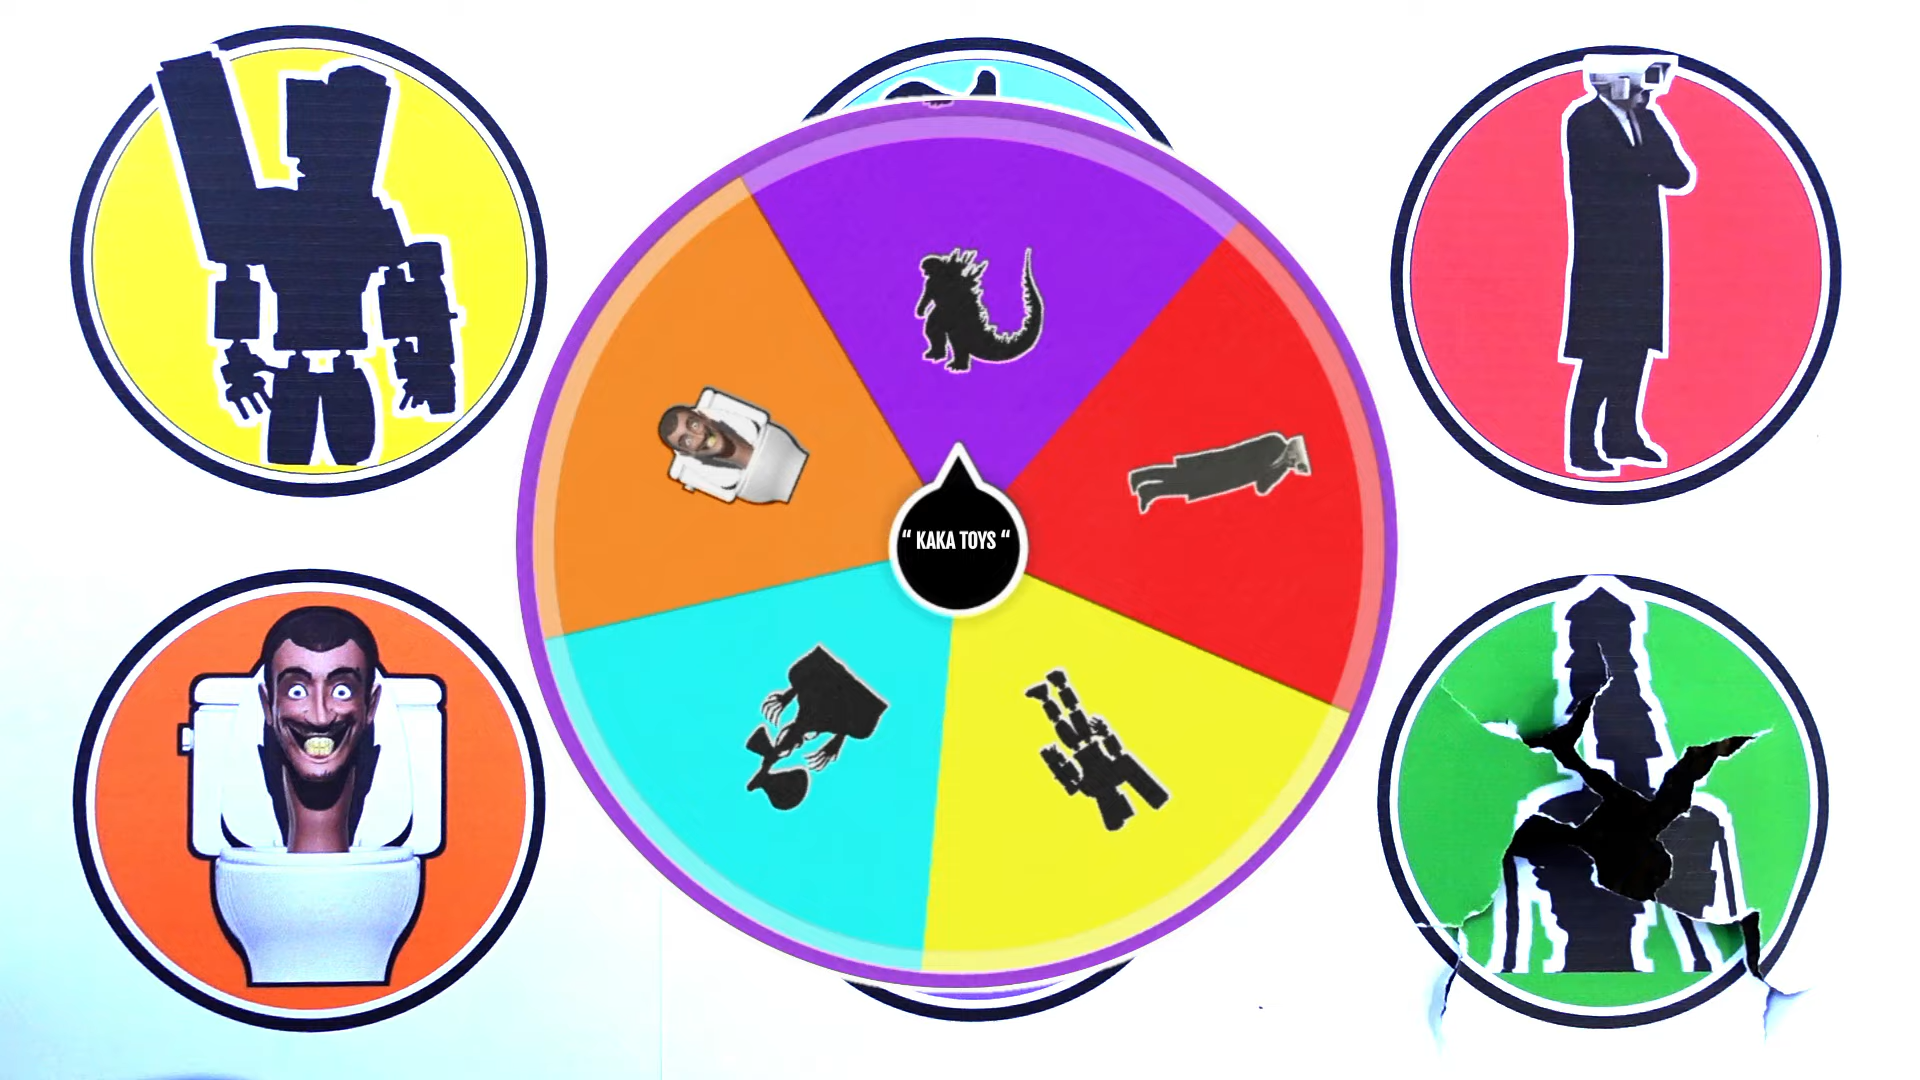 “ KAKA TOYS “